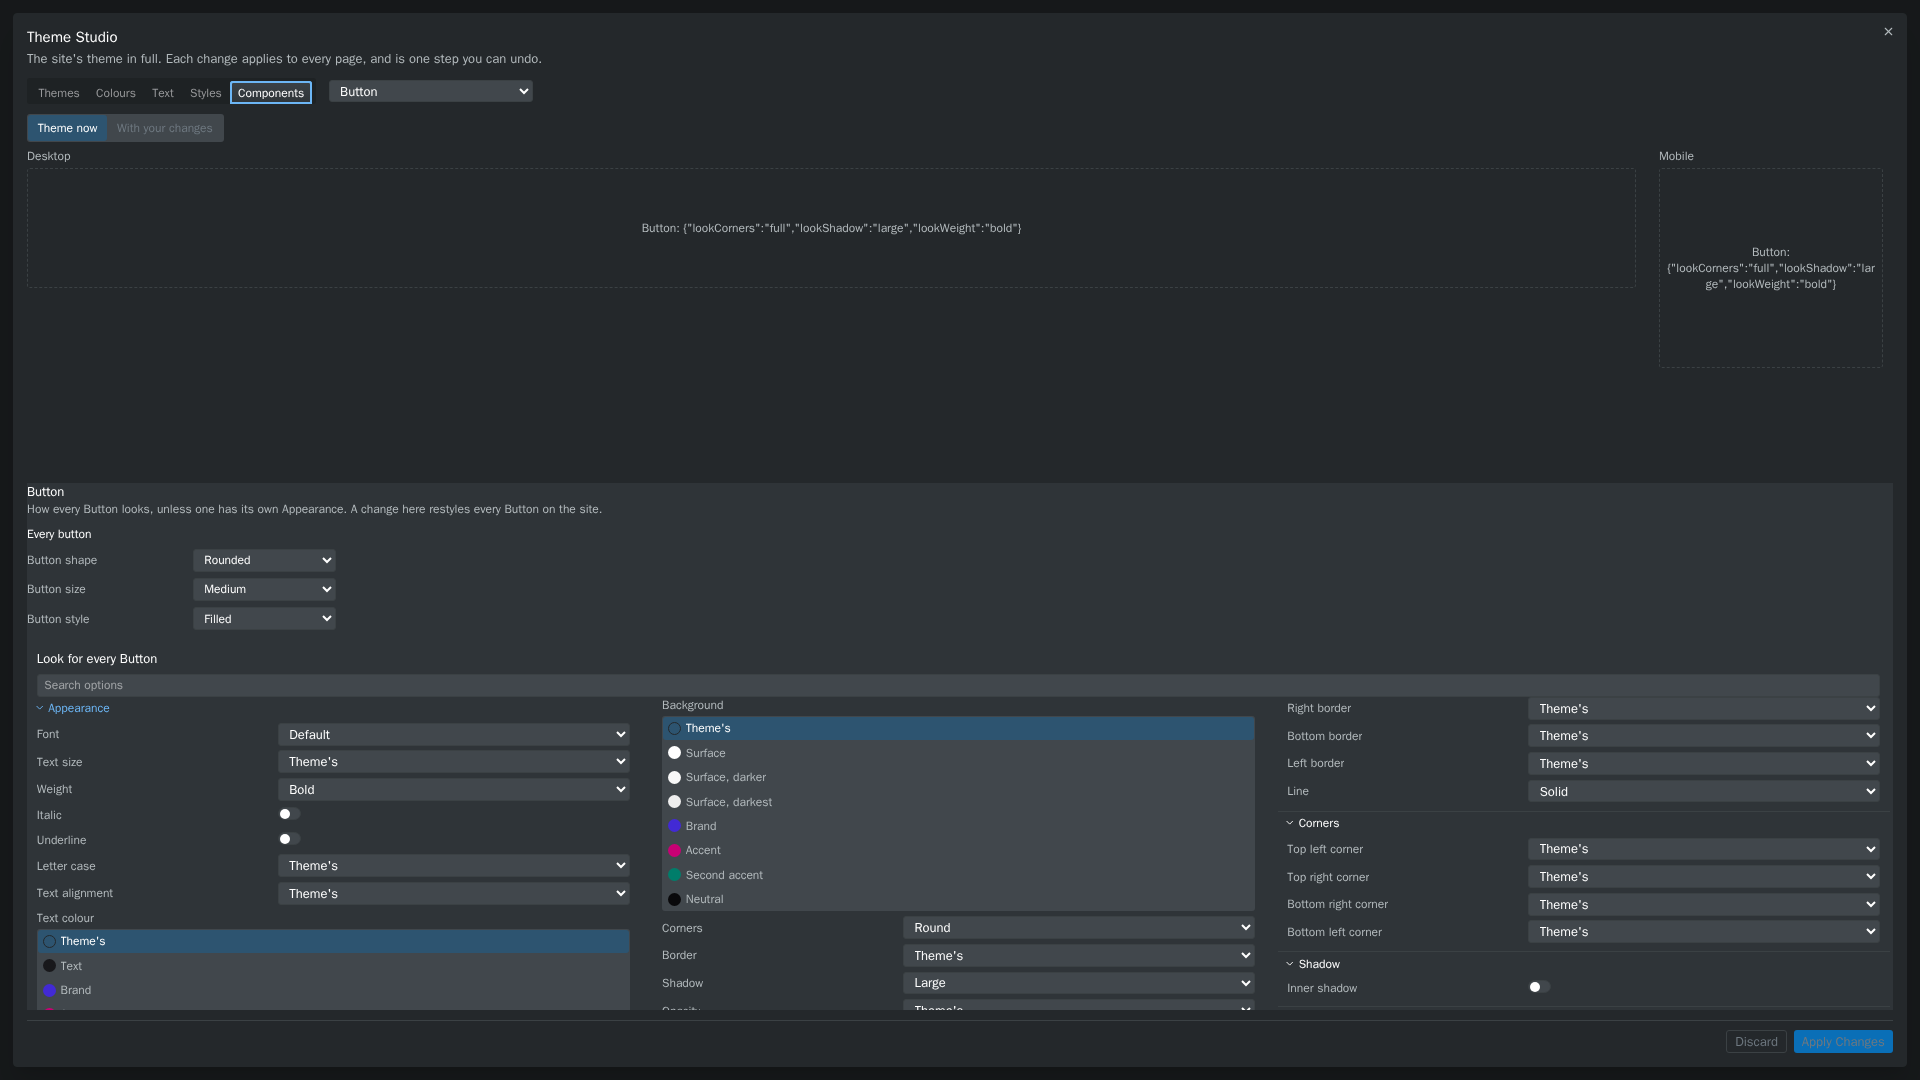 Theme Studio
The site's theme in full. Each change applies to every page, and is one step you can undo.
Themes
Colours
Text
Styles
Components
Button
Theme now
With your changes
Desktop
Mobile
Button: {"lookCorners":"full","lookShadow":"large","lookWeight":"bold"}
Button:
{"lookCorners":"full","lookShadow":"lar
ge","lookWeight":"bold"}
Button
How every Button looks, unless one has its own Appearance. A change here restyles every Button on the site.
Every button
Button shape
Rounded
Button size
Medium
Button style
Filled
Look for every Button
Search options
Appearance
Font
Default
Text size
Theme's
Weight
Bold
Italic
Underline
Letter case
Theme's
Text alignment
Theme's
Text colour
Theme's
Text
Brand
Background
Theme's
Surface
Surface, darker
Surface, darkest
Brand
Accent
Second accent
Neutral
Corners
Round
Border
Theme's
Shadow
Large
Opacity
Theme's
Right border
Theme's
Bottom border
Theme's
Left border
Theme's
Line
Solid
Corners
Top left corner
Theme's
Top right corner
Theme's
Bottom right corner
Theme's
Bottom left corner
Theme's
Shadow
Inner shadow
Discard
Apply Changes